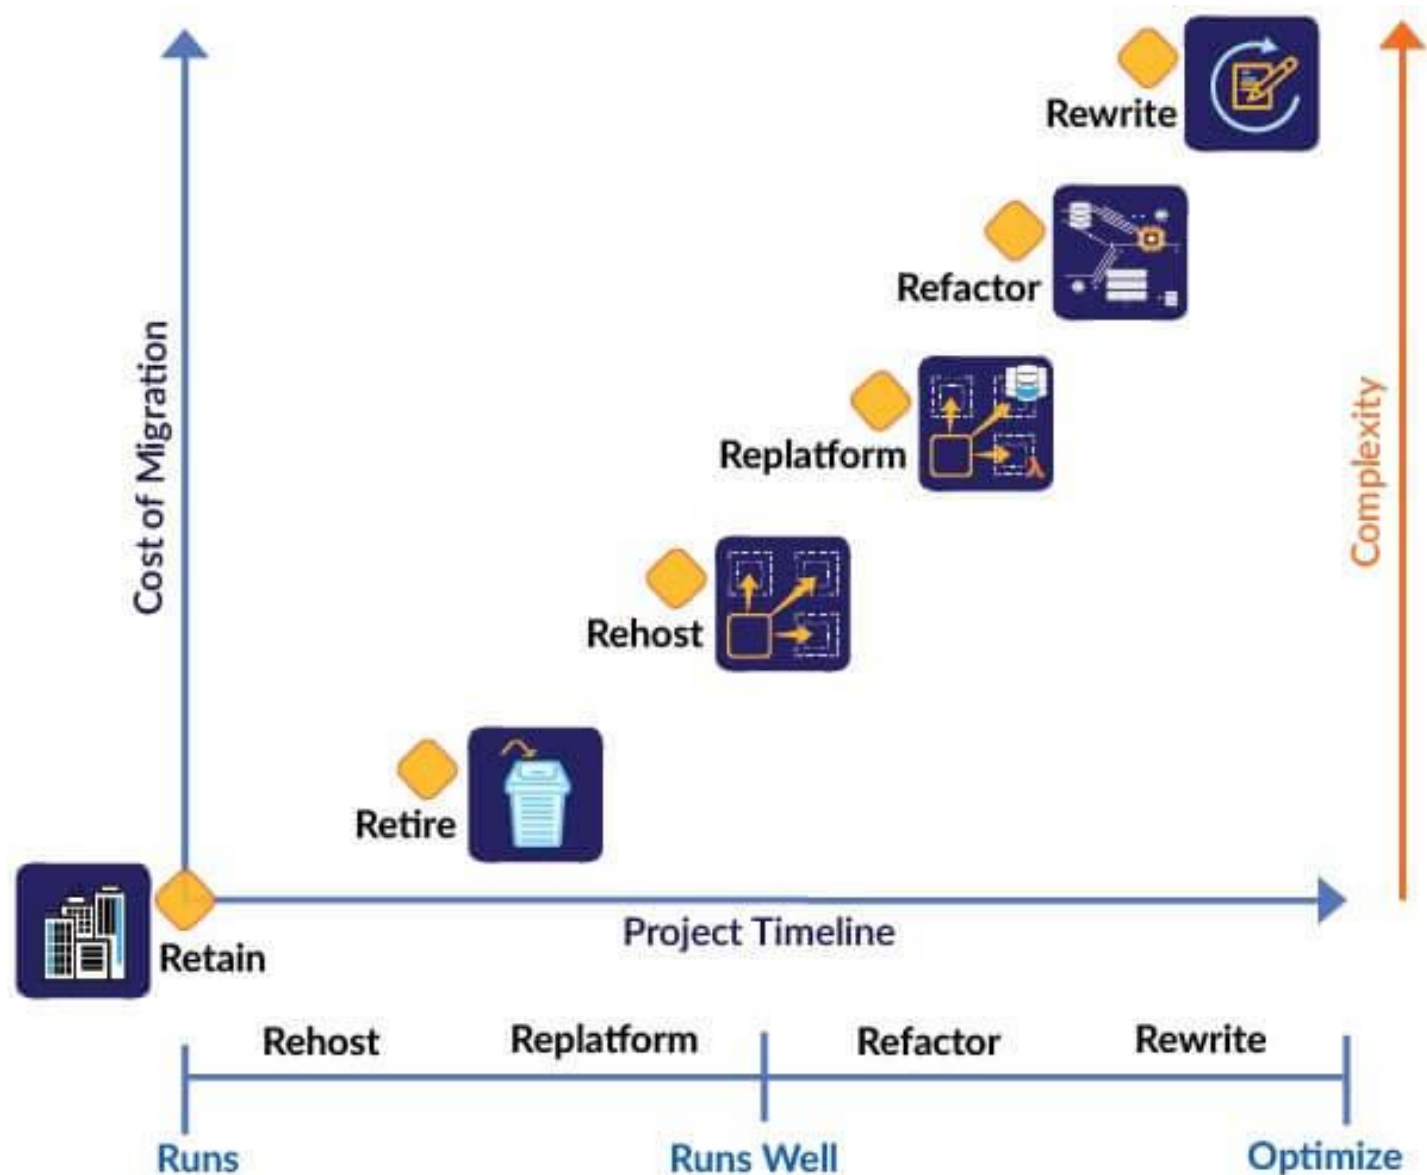 Rewrite
Refactor
Cost of Migration
Complexity
Replatform
Rehost
Retire
Project Timeline
Retain
Rehost
Replatform
Refactor
Rewrite
Runs
Runs Well
Optimize